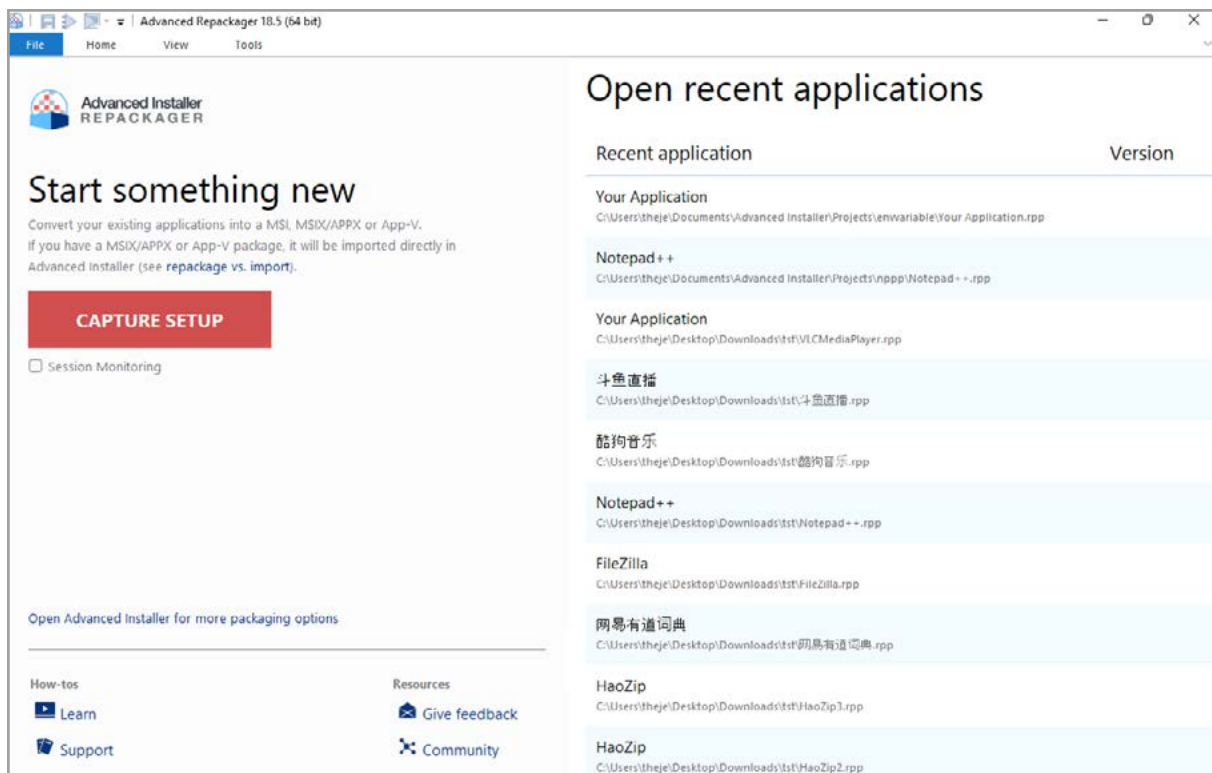 Advanced Repackager 18.5 (64 bit)
File Home View Tools
Advanced Installer
REPACKAGER
Start something new
Convert your existing applications into a MSI, MSIX/APPX or App-V.
If you have a MSIX/APPX or App-V package, it will be imported directly in
Advanced Installer (see repackage vs. import).
CAPTURE SETUP
Session Monitoring
Open Advanced Installer for more packaging options
How-tos
Learn
Support
Resources
Give feedback
Community
Open recent applications
Recent application Version
Your Application
C:\Users\theje\Documents\Advanced Installer\Projects\envvariable\Your Application.rpp
Notepad++
C:\Users\theje\Documents\Advanced Installer\Projects\nppp\Notepad++.rpp
Your Application
C:\Users\theje\Desktop\Downloads\tst\VLCMediaPlayer.rpp
斗鱼直播
C:\Users\theje\Desktop\Downloads\tst\斗鱼直播.rpp
酷狗音乐
C:\Users\theje\Desktop\Downloads\tst\酷狗音乐.rpp
Notepad++
C:\Users\theje\Desktop\Downloads\tst\Notepad++.rpp
FileZilla
C:\Users\theje\Desktop\Downloads\tst\FileZilla.rpp
网易有道词典
C:\Users\theje\Desktop\Downloads\tst\网易有道词典.rpp
HaoZip
C:\Users\theje\Desktop\Downloads\tst\HaoZip3.rpp
HaoZip
C:\Users\theje\Desktop\Downloads\tst\HaoZip2.rpp